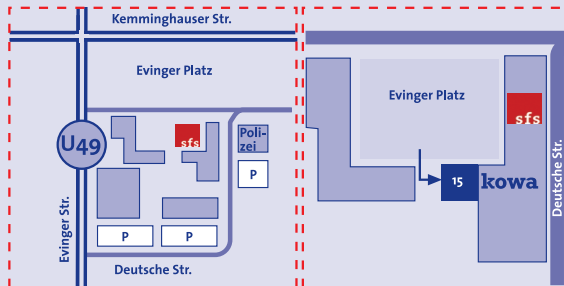 Kemminghauser Str.
Evinger Platz
U49
sfs
Poli-
zei
P
P
P
Evinger Str.
Deutsche Str.
Evinger Platz
sfs
15
kowa
Deutsche Str.